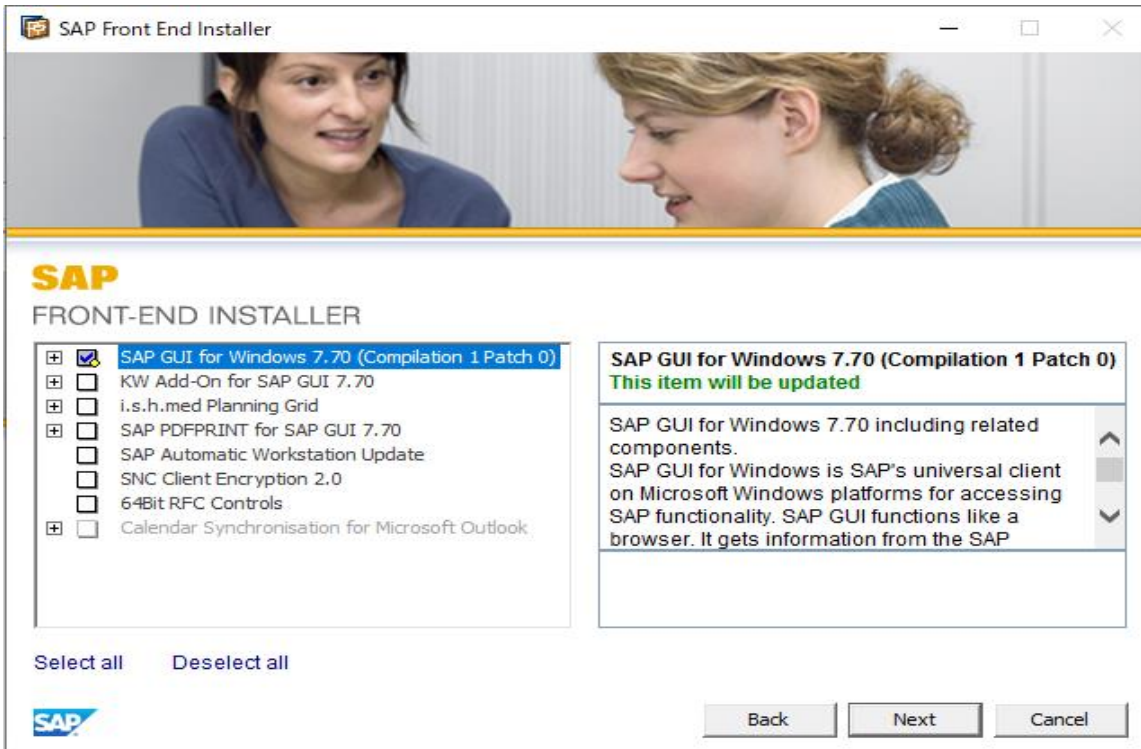 SAP Front End Installer
SAP
FRONT-END INSTALLER
SAP GUI for Windows 7.70 (Compilation 1 Patch 0)
KW Add-On for SAP GUI 7.70
i.s.h.med Planning Grid
SAP PDFPRINT for SAP GUI 7.70
SAP Automatic Workstation Update
SNC Client Encryption 2.0
64Bit RFC Controls
Calendar Synchronisation for Microsoft Outlook
SAP GUI for Windows 7.70 (Compilation 1 Patch 0)
This item will be updated
SAP GUI for Windows 7.70 including related
components.
SAP GUI for Windows is SAP's universal client
on Microsoft Windows platforms for accessing
SAP functionality. SAP GUI functions like a
browser. It gets information from the SAP
Select all Deselect all
SAP
Back Next Cancel